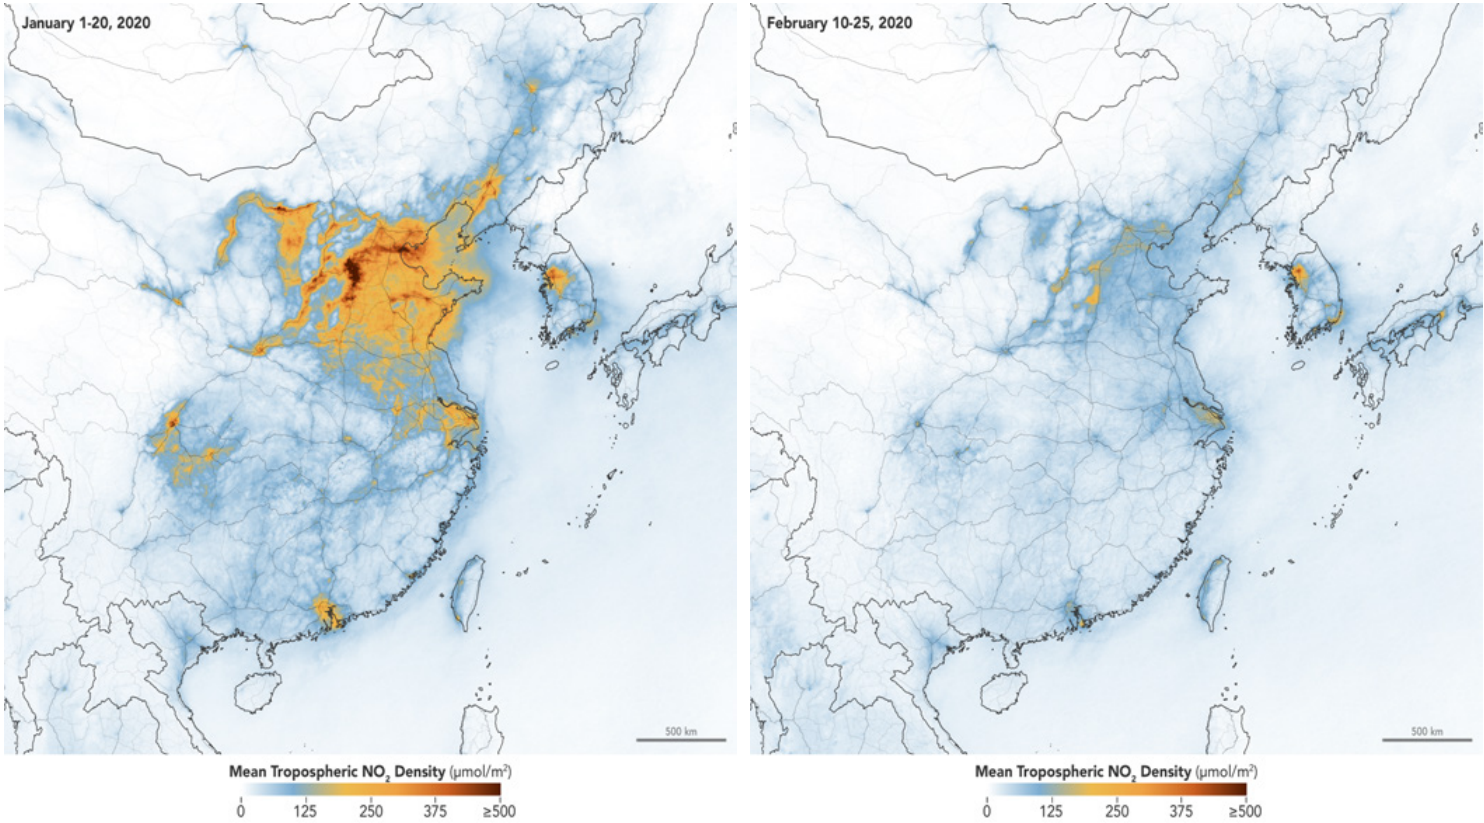 January 1-20, 2020
February 10-25, 2020
500 km
500 km
Mean Tropospheric NO₂ Density (µmol/m²)
0 125 250 375 ≥500
Mean Tropospheric NO₂ Density (µmol/m²)
0 125 250 375 ≥500